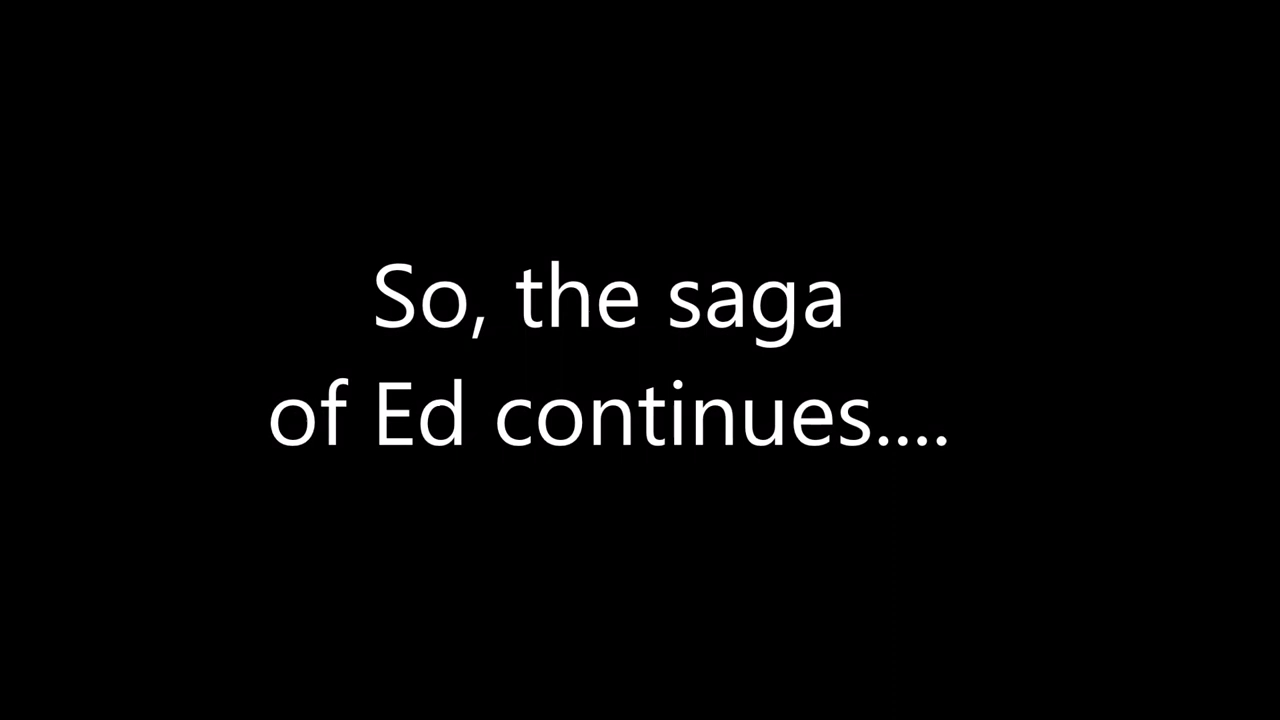 So, the saga
of Ed continues....